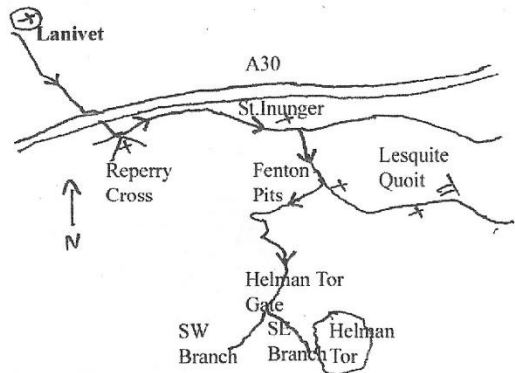 Lanivet
A30
St.Inunger
Reperry
Cross
Fenton
Pits
Lesquite
Quoit
N
Helman Tor
Gate
SW
Branch
SE
Branch
Helman
Tor